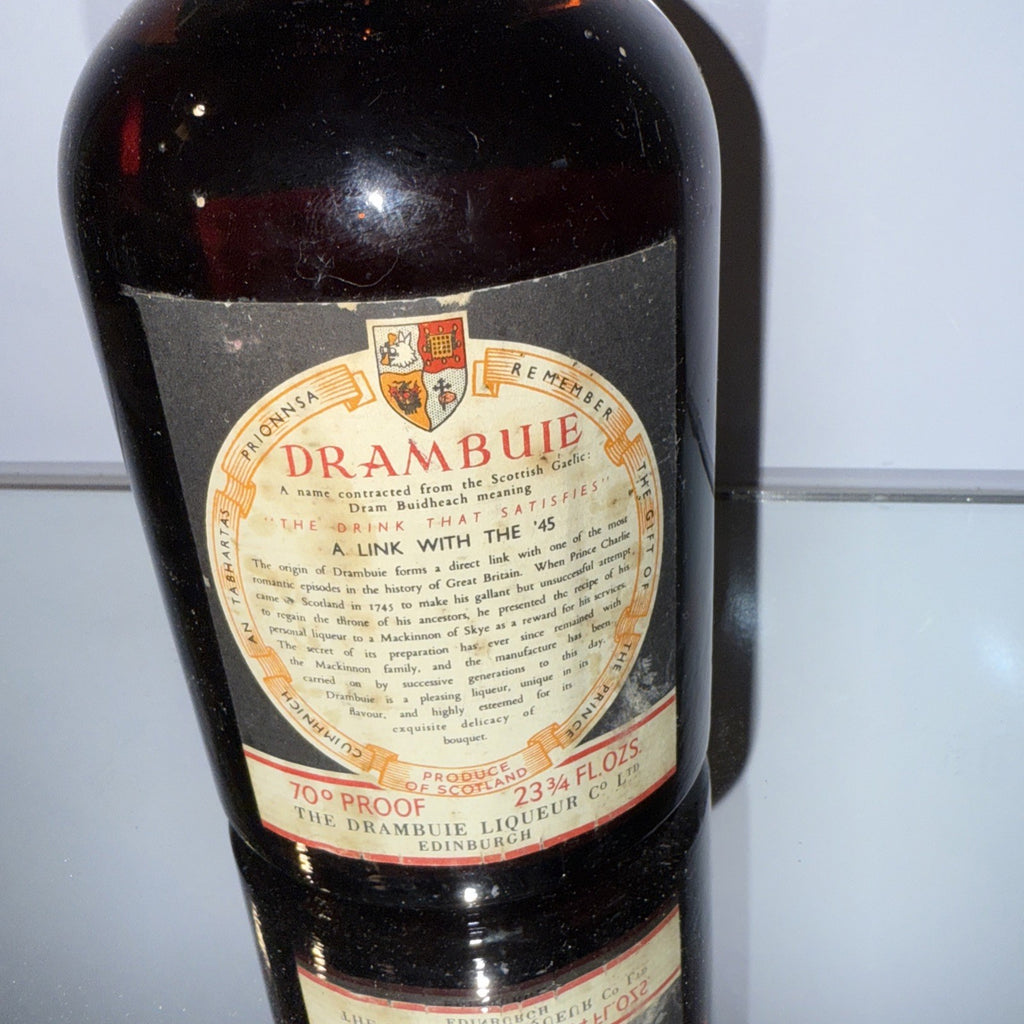 CUIMHNICH AN TABHARTAS PRIONNSA
REMEMBER THE GIFT OF THE PRINCE
DRAMBUIE
A name contracted from the Scottish Gaelic:
Dram Buidheach meaning
"THE DRINK THAT SATISFIES"
A LINK WITH THE '45
The origin of Drambuie forms a direct link with one of the most
romantic episodes in the history of Great Britain. When Prince Charlie
came to Scotland in 1745 to make his gallant but unsuccessful attempt
to regain the throne of his ancestors, he presented the recipe of his
personal liqueur to a Mackinnon of Skye as a reward for his services.
The secret of its preparation has ever since remained with
the Mackinnon family, and the manufacture has been
carried on by successive generations to this day.
Drambuie is a pleasing liqueur, unique in its
flavour, and highly esteemed for its
exquisite delicacy of
bouquet.
PRODUCE
OF SCOTLAND
70° PROOF 23¾ FL.OZS.
THE DRAMBUIE LIQUEUR Co LTD
EDINBURGH